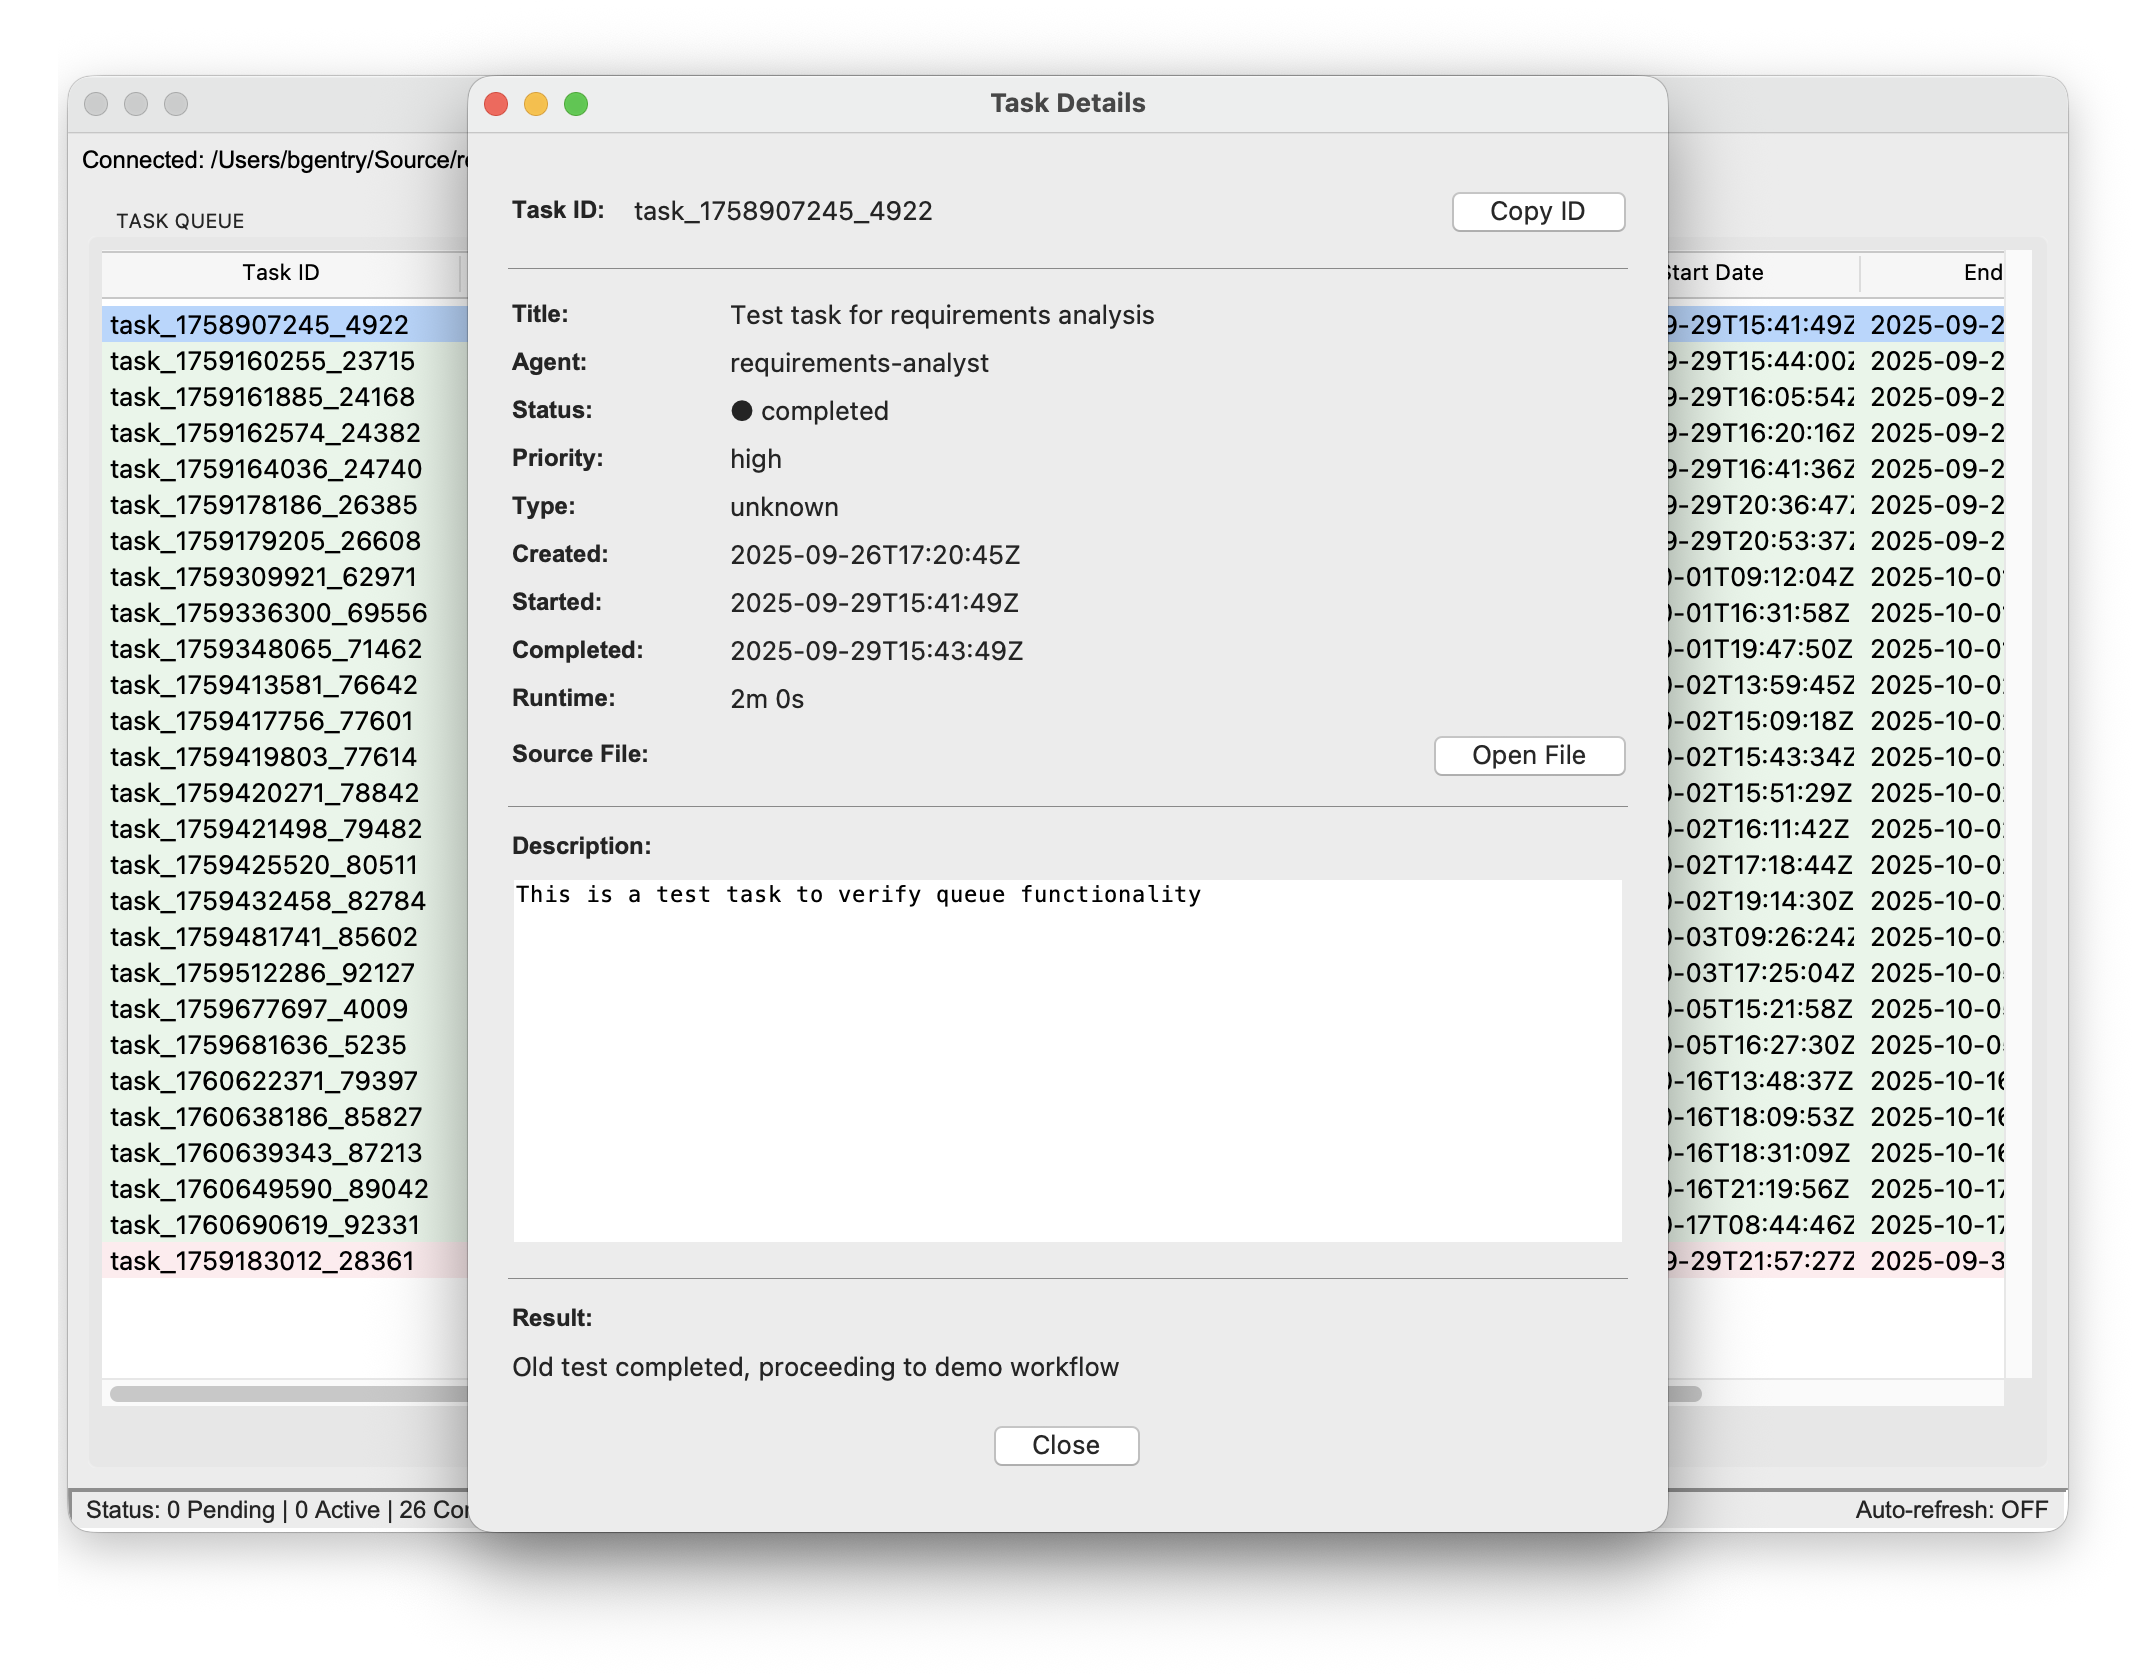 Task Details
Connected: /Users/bgentry/Source/
Task ID: task_1758907245_4922 Copy ID
TASK QUEUE
Task ID
Start Date End
task_1758907245_4922
task_1759160255_23715
task_1759161885_24168
task_1759162574_24382
task_1759164036_24740
task_1759178186_26385
task_1759179205_26608
task_1759309921_62971
task_1759336300_69556
task_1759348065_71462
task_1759413581_76642
task_1759417756_77601
task_1759419803_77614
task_1759420271_78842
task_1759421498_79482
task_1759425520_80511
task_1759432458_82784
task_1759481741_85602
task_1759512286_92127
task_1759677697_4009
task_1759681636_5235
task_1760622371_79397
task_1760638186_85827
task_1760639343_87213
task_1760649590_89042
task_1760690619_92331
task_1759183012_28361
Title: Test task for requirements analysis
Agent: requirements-analyst
Status: completed
Priority: high
Type: unknown
Created: 2025-09-26T17:20:45Z
Started: 2025-09-29T15:41:49Z
Completed: 2025-09-29T15:43:49Z
Runtime: 2m 0s
Source File: Open File
Description:
This is a test task to verify queue functionality
Result:
Old test completed, proceeding to demo workflow
Close
9-29T15:41:49Z 2025-09-2
9-29T15:44:00Z 2025-09-2
9-29T16:05:54Z 2025-09-2
9-29T16:20:16Z 2025-09-2
9-29T16:41:36Z 2025-09-2
9-29T20:36:47Z 2025-09-2
9-29T20:53:37Z 2025-09-2
-01T09:12:04Z 2025-10-01
-01T16:31:58Z 2025-10-01
-01T19:47:50Z 2025-10-01
-02T13:59:45Z 2025-10-0
-02T15:09:18Z 2025-10-0
-02T15:43:34Z 2025-10-0
-02T15:51:29Z 2025-10-0
-02T16:11:42Z 2025-10-0
-02T17:18:44Z 2025-10-0
-02T19:14:30Z 2025-10-0
-03T09:26:24Z 2025-10-0
-03T17:25:04Z 2025-10-0
-05T15:21:58Z 2025-10-0
-05T16:27:30Z 2025-10-0
-16T13:48:37Z 2025-10-16
-16T18:09:53Z 2025-10-16
-16T18:31:09Z 2025-10-16
-16T21:19:56Z 2025-10-17
-17T08:44:46Z 2025-10-17
9-29T21:57:27Z 2025-09-3
Status: 0 Pending | 0 Active | 26 Co
Auto-refresh: OFF